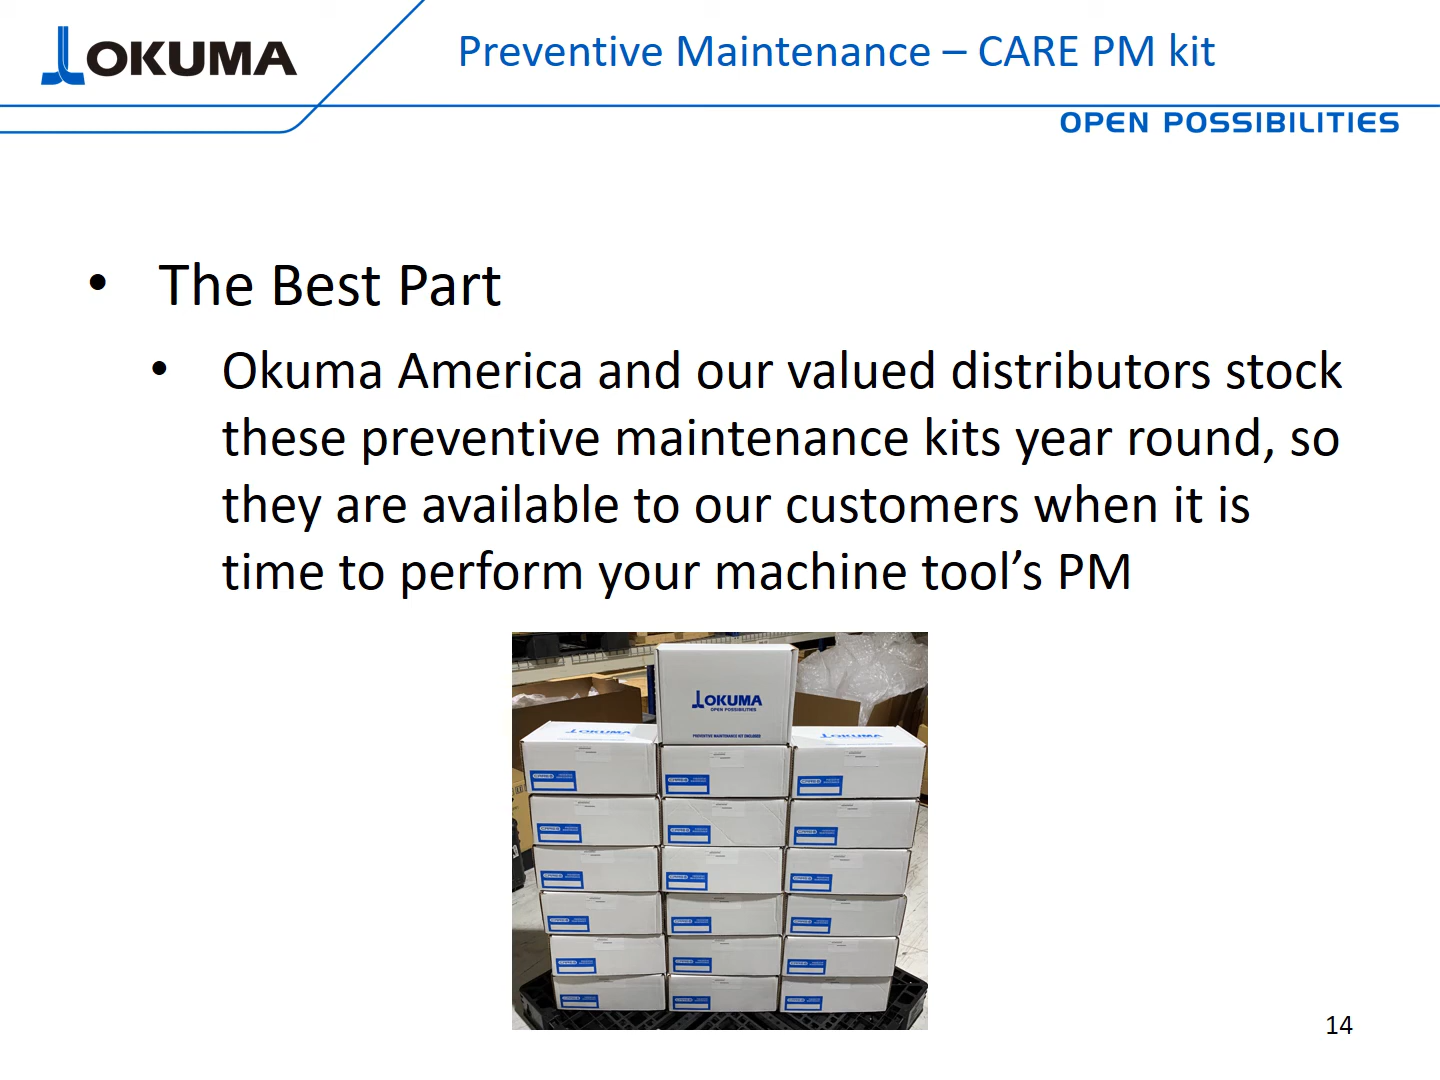 OKUMA
Preventive Maintenance – CARE PM kit
OPEN POSSIBILITIES
• The Best Part
• Okuma America and our valued distributors stock
these preventive maintenance kits year round, so
they are available to our customers when it is
time to perform your machine tool’s PM
OKUMA
OPEN POSSIBILITIES
PREVENTIVE MAINTENANCE KIT ENCLOSED
OKUMA
OKUMA
14